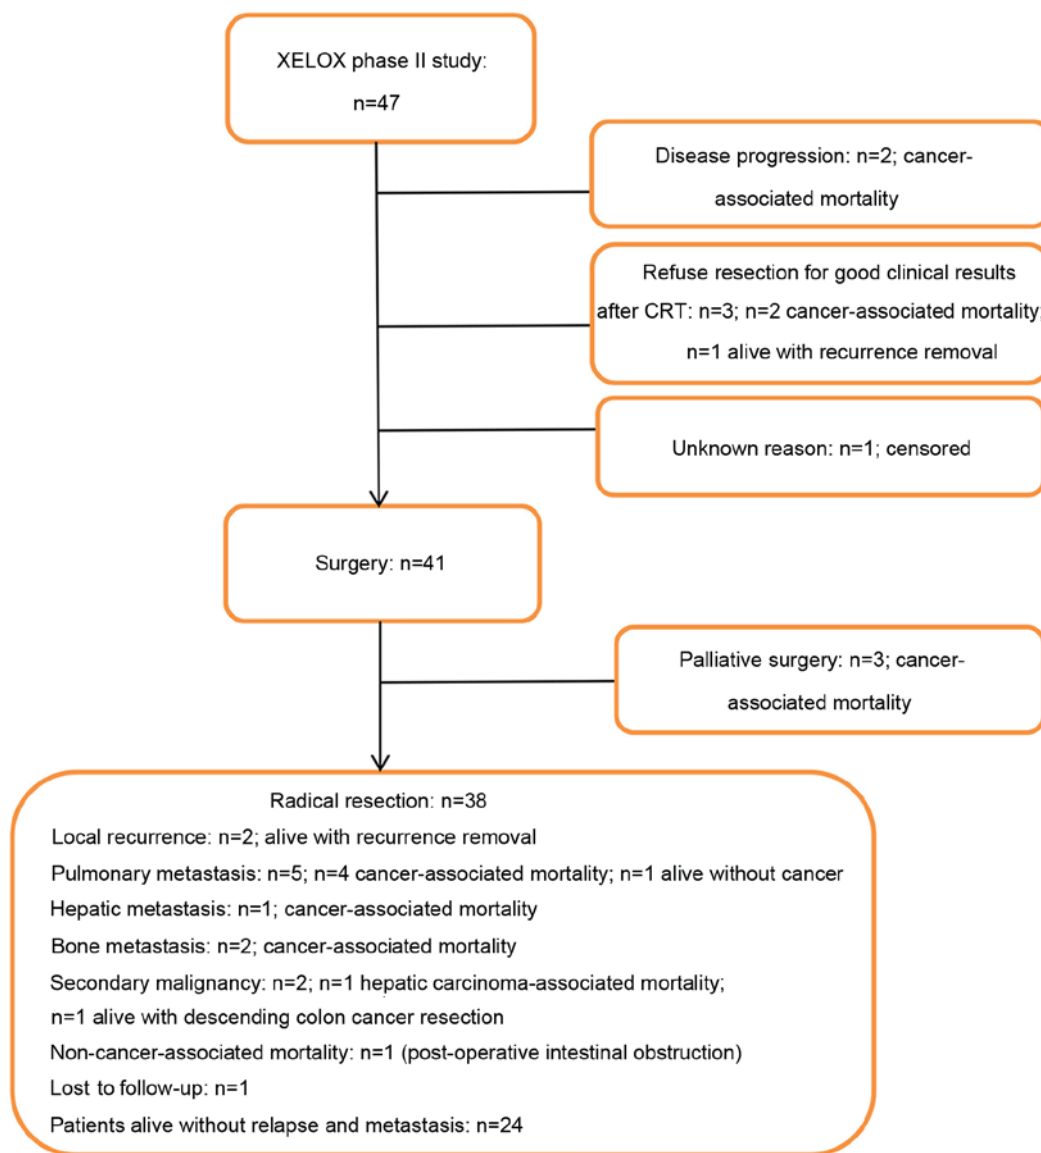 XELOX phase II study:
n=47
Disease progression: n=2; cancer-
associated mortality
Refuse resection for good clinical results
after CRT: n=3; n=2 cancer-associated mortality;
n=1 alive with recurrence removal
Unknown reason: n=1; censored
Surgery: n=41
Palliative surgery: n=3; cancer-
associated mortality
Radical resection: n=38
Local recurrence: n=2; alive with recurrence removal
Pulmonary metastasis: n=5; n=4 cancer-associated mortality; n=1 alive without cancer
Hepatic metastasis: n=1; cancer-associated mortality
Bone metastasis: n=2; cancer-associated mortality
Secondary malignancy: n=2; n=1 hepatic carcinoma-associated mortality;
n=1 alive with descending colon cancer resection
Non-cancer-associated mortality: n=1 (post-operative intestinal obstruction)
Lost to follow-up: n=1
Patients alive without relapse and metastasis: n=24